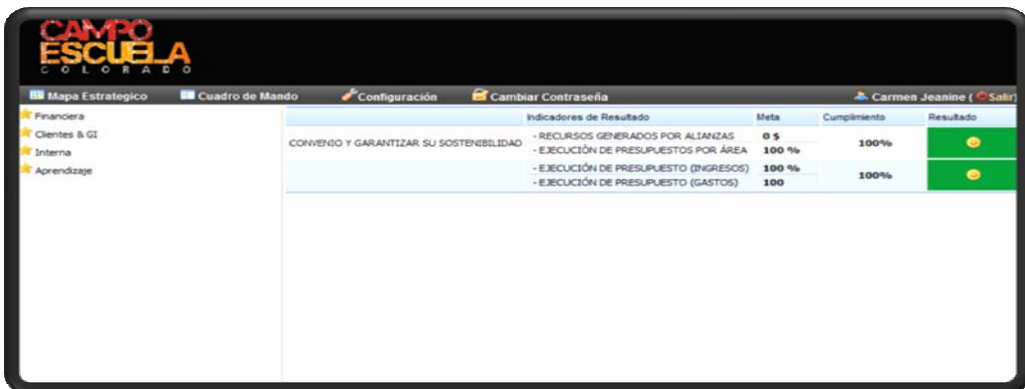 CAMPO
ESCUELA
COLORADO
Mapa Estrategico Cuadro de Mando Configuración Cambiar Contraseña Carmen Jeanine ( Salir)
Financiera
Clientes & GI
Interna
Aprendizaje
Indicadores de Resultado Meta Cumplimiento Resultado
CONVENIO Y GARANTIZAR SU SOSTENIBILIDAD
- RECURSOS GENERADOS POR ALIANZAS 0 $
- EJECUCIÓN DE PRESUPUESTOS POR ÁREA 100 %
100%
- EJECUCIÓN DE PRESUPUESTO (INGRESOS) 100 %
- EJECUCIÓN DE PRESUPUESTO (GASTOS) 100
100%